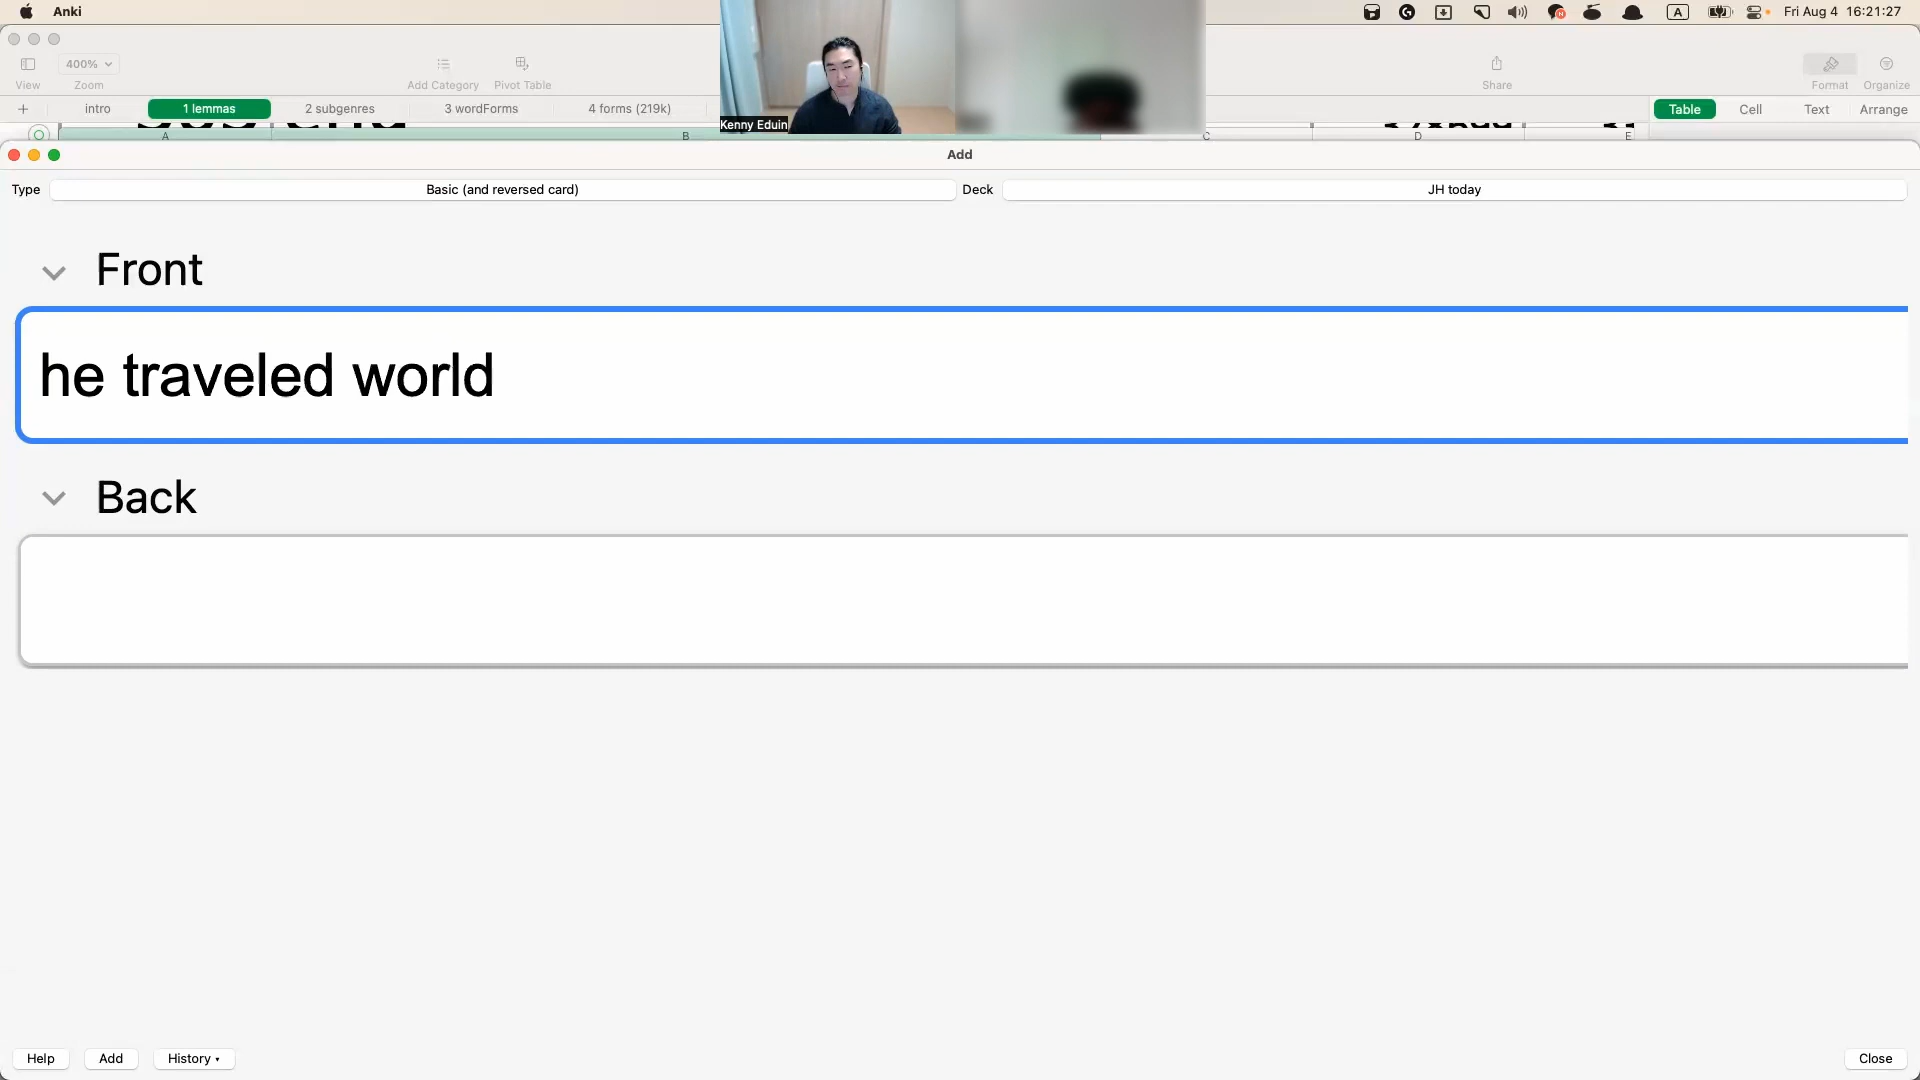 Anki
Fri Aug 4 16:21:27
400%
View
Zoom
Add Category
Pivot Table
Share
Format
Organize
intro
1 lemmas
2 subgenres
3 wordForms
4 forms (219k)
Table
Cell
Text
Arrange
Kenny Eduin
A
B
C
D
E
Add
Type
Basic (and reversed card)
Deck
JH today
Front
he traveled world
Back
Help
Add
History
Close